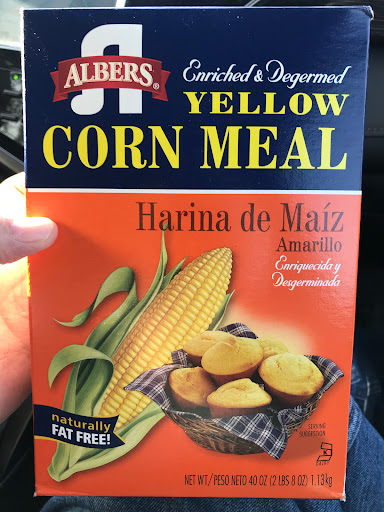 ALBERS®
Enriched & Degermed
YELLOW
CORN MEAL
Harina de Maíz
Amarillo
Enriquecida y
Desgerminada
naturally
FAT FREE!
SERVING
SUGGESTION
NET WT/PESO NETO 40 OZ (2 LBS 8 OZ) 1.13kg